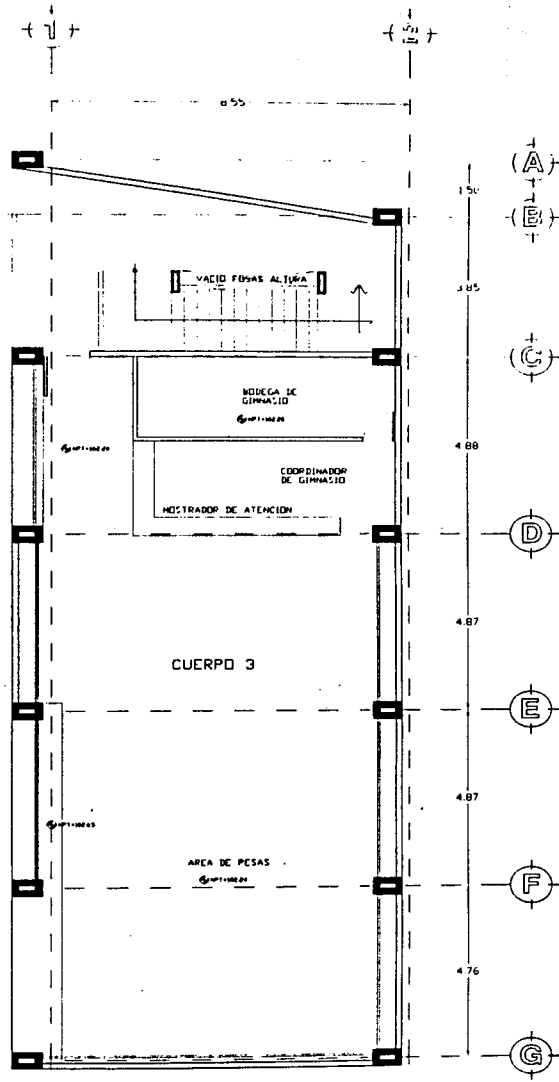 8.55
A
1.50
B
VACIO FOSAS ALTURA
3.85
C
BODEGA DE
GIMNASIO
4.88
COORDINADOR
DE GIMNASIO
MOSTRADOR DE ATENCION
D
4.87
CUERPO 3
E
4.87
AREA DE PESAS
F
4.76
G